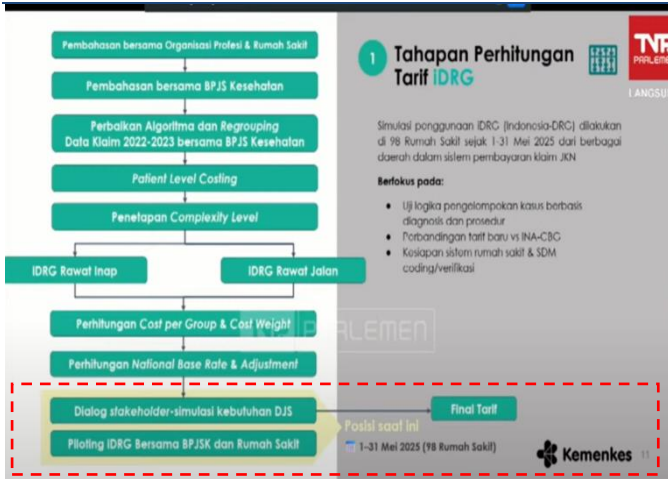 Pembahasan bersama Organisasi Profesi & Rumah Sakit
Pembahasan bersama BPJS Kesehatan
Perbaikan Algoritma dan Regrouping
Data Klaim 2022-2023 bersama BPJS Kesehatan
Patient Level Costing
Penetapan Complexity Level
IDRG Rawat Inap
IDRG Rawat Jalan
Perhitungan Cost per Group & Cost Weight
Perhitungan National Base Rate & Adjustment
Dialog stakeholder-simulasi kebutuhan DJS
Piloting IDRG Bersama BPJSK dan Rumah Sakit
Final Tarif
Posisi saat ini
1-31 Mei 2025 (98 Rumah Sakit)
1
Tahapan Perhitungan
Tarif iDRG
Simulasi penggunaan iDRG (Indonesia-DRG) dilakukan
di 98 Rumah Sakit sejak 1-31 Mei 2025 dari berbagai
daerah dalam sistem pembayaran klaim JKN
Berfokus pada:
• Uji logika pengelompokan kasus berbasis
diagnosis dan prosedur
• Perbandingan tarif baru vs INA-CBG
• Kesiapan sistem rumah sakit & SDM
coding/verifikasi
PARLEMEN
Kemenkes
11
TVP
PARLEMEN
LANGSU